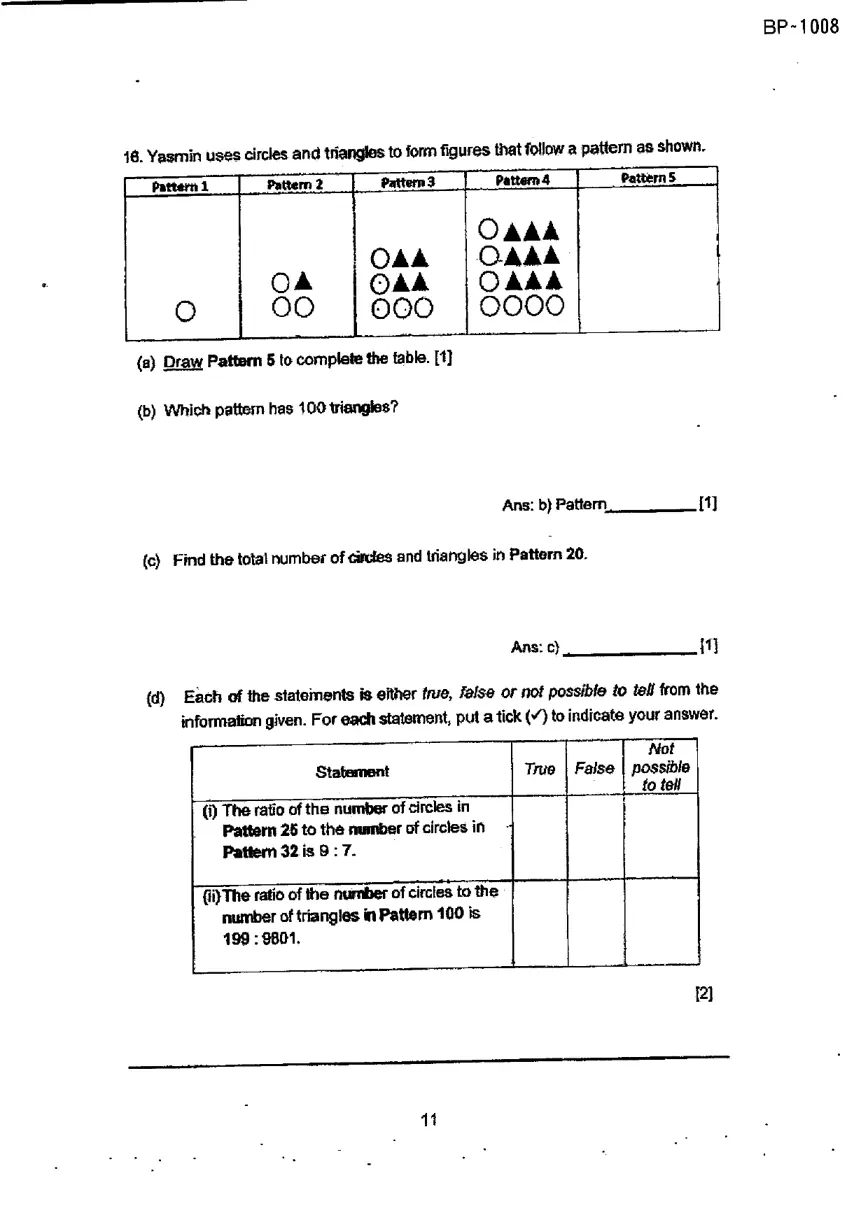 BP-1008
16. Yasmin uses circles and triangles to form figures that follow a pattern as shown.
Pattern 1 Pattern 2 Pattern 3 Pattern 4 Pattern 5
(a) Draw Pattern 5 to complete the table. [1]
(b) Which pattern has 100 triangles?
Ans: b) Pattern__________ [1]
(c) Find the total number of circles and triangles in Pattern 20.
Ans: c) _______________ [1]
(d) Each of the statements is either true, false or not possible to tell from the
information given. For each statement, put a tick (✓) to indicate your answer.
Statement True False Not possible to tell
(i) The ratio of the number of circles in
Pattern 25 to the number of circles in
Pattern 32 is 9 : 7.
(ii)The ratio of the number of circles to the
number of triangles in Pattern 100 is
199 : 9801.
[2]
11